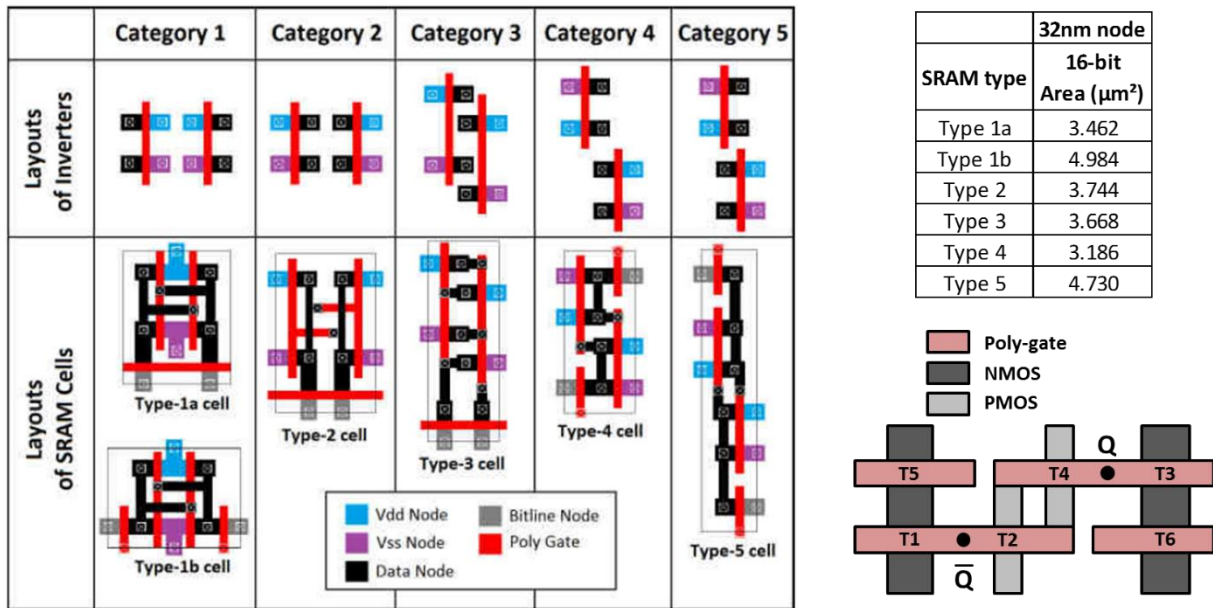 Category 1 Category 2 Category 3 Category 4 Category 5
Layouts
of Inverters
Layouts
of SRAM Cells
Type-1a cell
Type-1b cell
Type-2 cell
Type-3 cell
Type-4 cell
Type-5 cell
Vdd Node
Vss Node
Data Node
Bitline Node
Poly Gate
32nm node
SRAM type 16-bit
Area (µm²)
Type 1a 3.462
Type 1b 4.984
Type 2 3.744
Type 3 3.668
Type 4 3.186
Type 5 4.730
Poly-gate
NMOS
PMOS
Q
T5 T4 T3
T1 T2 T6
Q̅